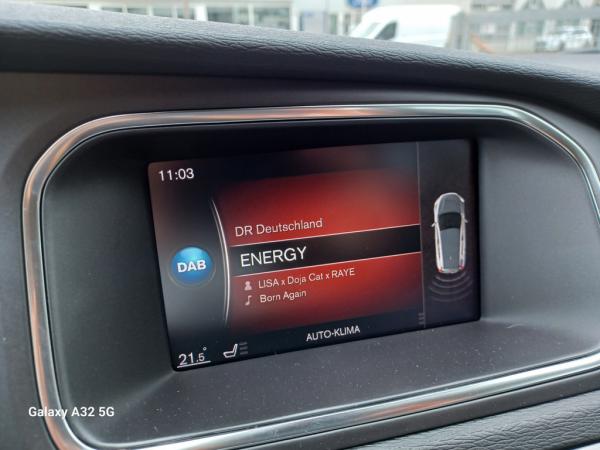 11:03
DR Deutschland
DAB
ENERGY
LISA x Doja Cat x RAYE
Born Again
AUTO-KLIMA
21.5°
Galaxy A32 5G